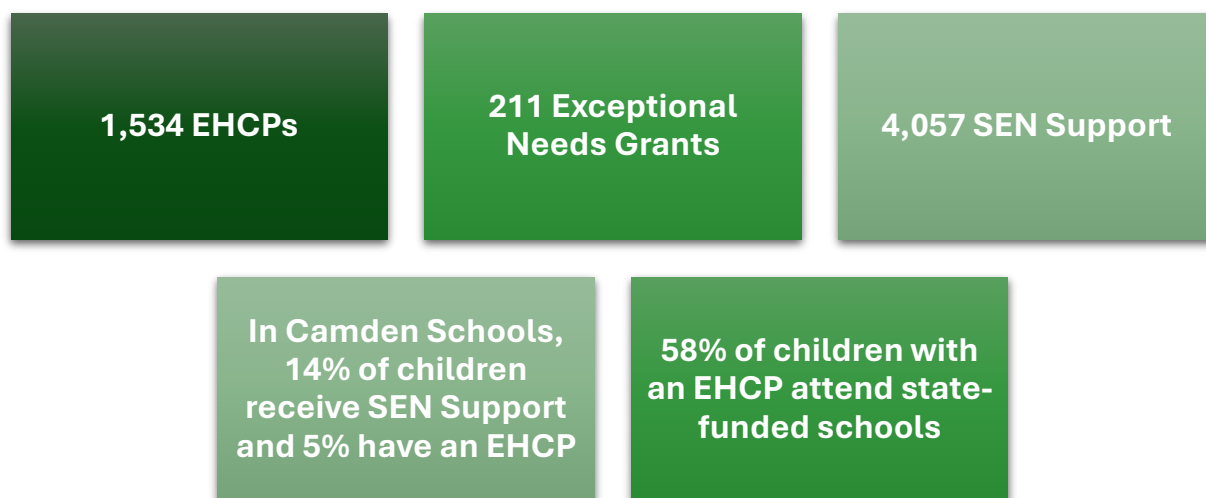 1,534 EHCPs
211 Exceptional
Needs Grants
4,057 SEN Support
In Camden Schools,
14% of children
receive SEN Support
and 5% have an EHCP
58% of children with
an EHCP attend state-
funded schools